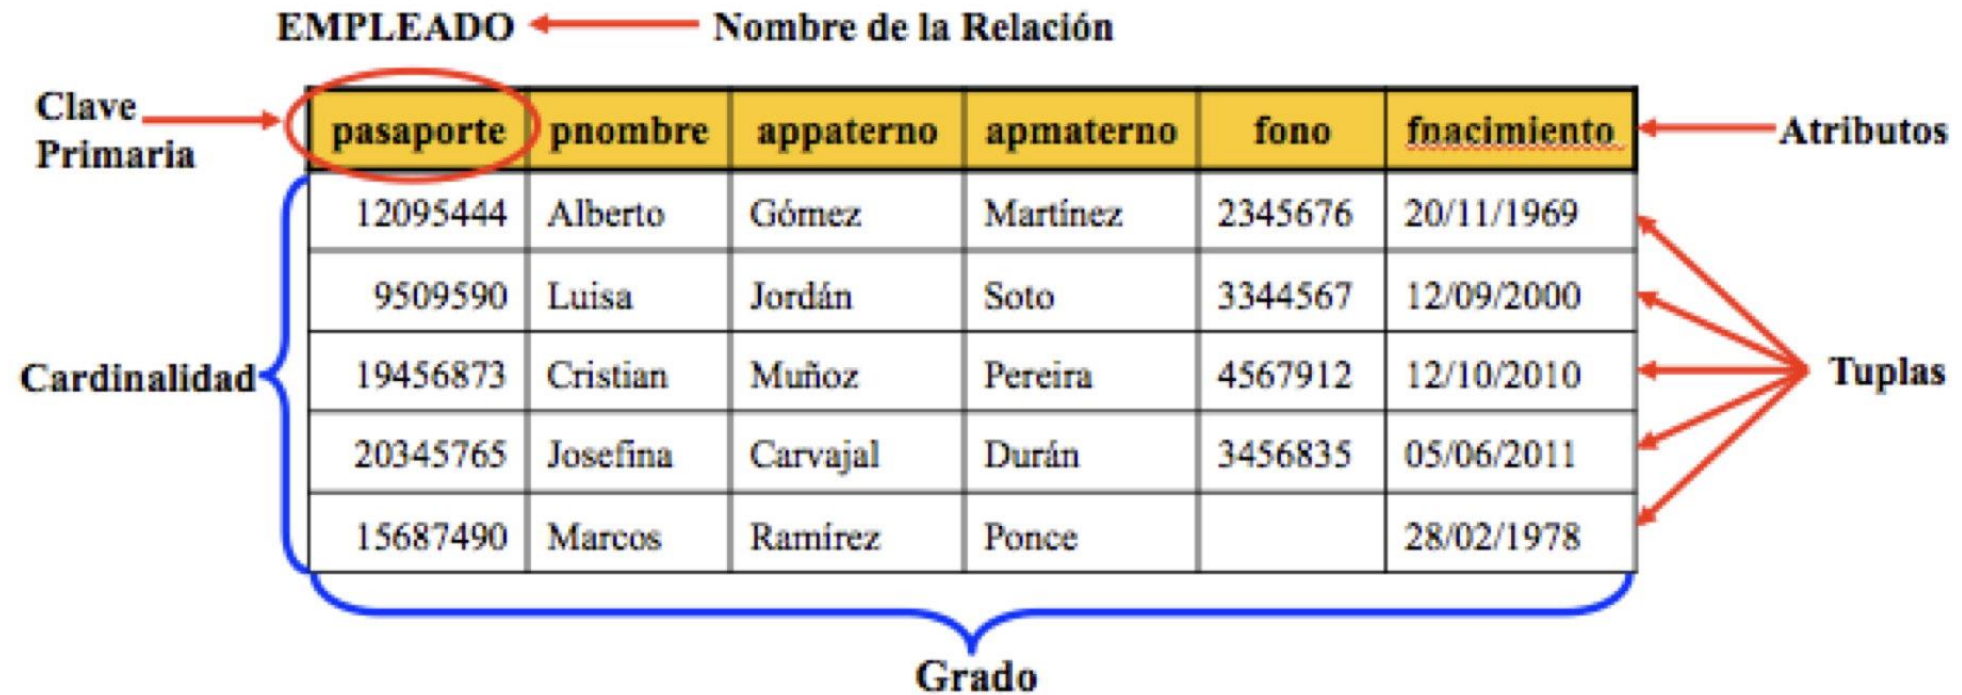 EMPLEADO Nombre de la Relación
Clave
Primaria
pasaporte pnombre appaterno apmaterno fono fnacimiento Atributos
12095444 Alberto Gómez Martínez 2345676 20/11/1969
9509590 Luisa Jordán Soto 3344567 12/09/2000
Cardinalidad 19456873 Cristian Muñoz Pereira 4567912 12/10/2010 Tuplas
20345765 Josefina Carvajal Durán 3456835 05/06/2011
15687490 Marcos Ramírez Ponce 28/02/1978
Grado